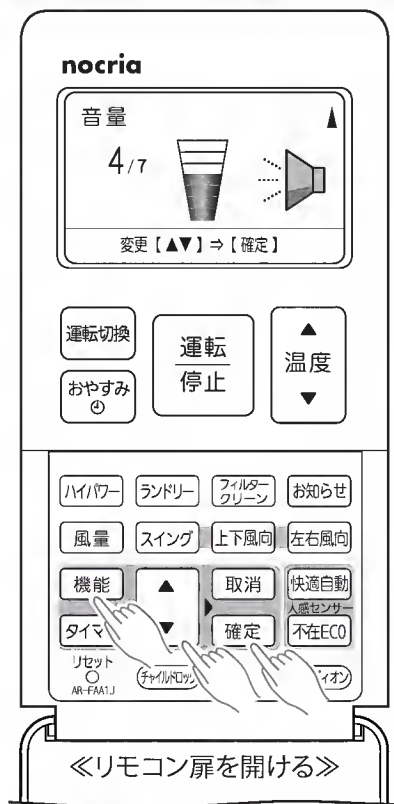 nocria
音量
4/7
変更【▲▼】⇒【確定】
運転切換
運転
停止
▲
温度
▼
おやすみ
ハイパワー
ランドリー
フィルター
クリーン
お知らせ
風量
スイング
上下風向
左右風向
機能
▲
取消
快適自動
人感センサー
タイマ
▼
確定
不在ECO
リセット
AR-FAA1J
チャイルドロッ
ィオン
≪リモコン扉を開ける≫